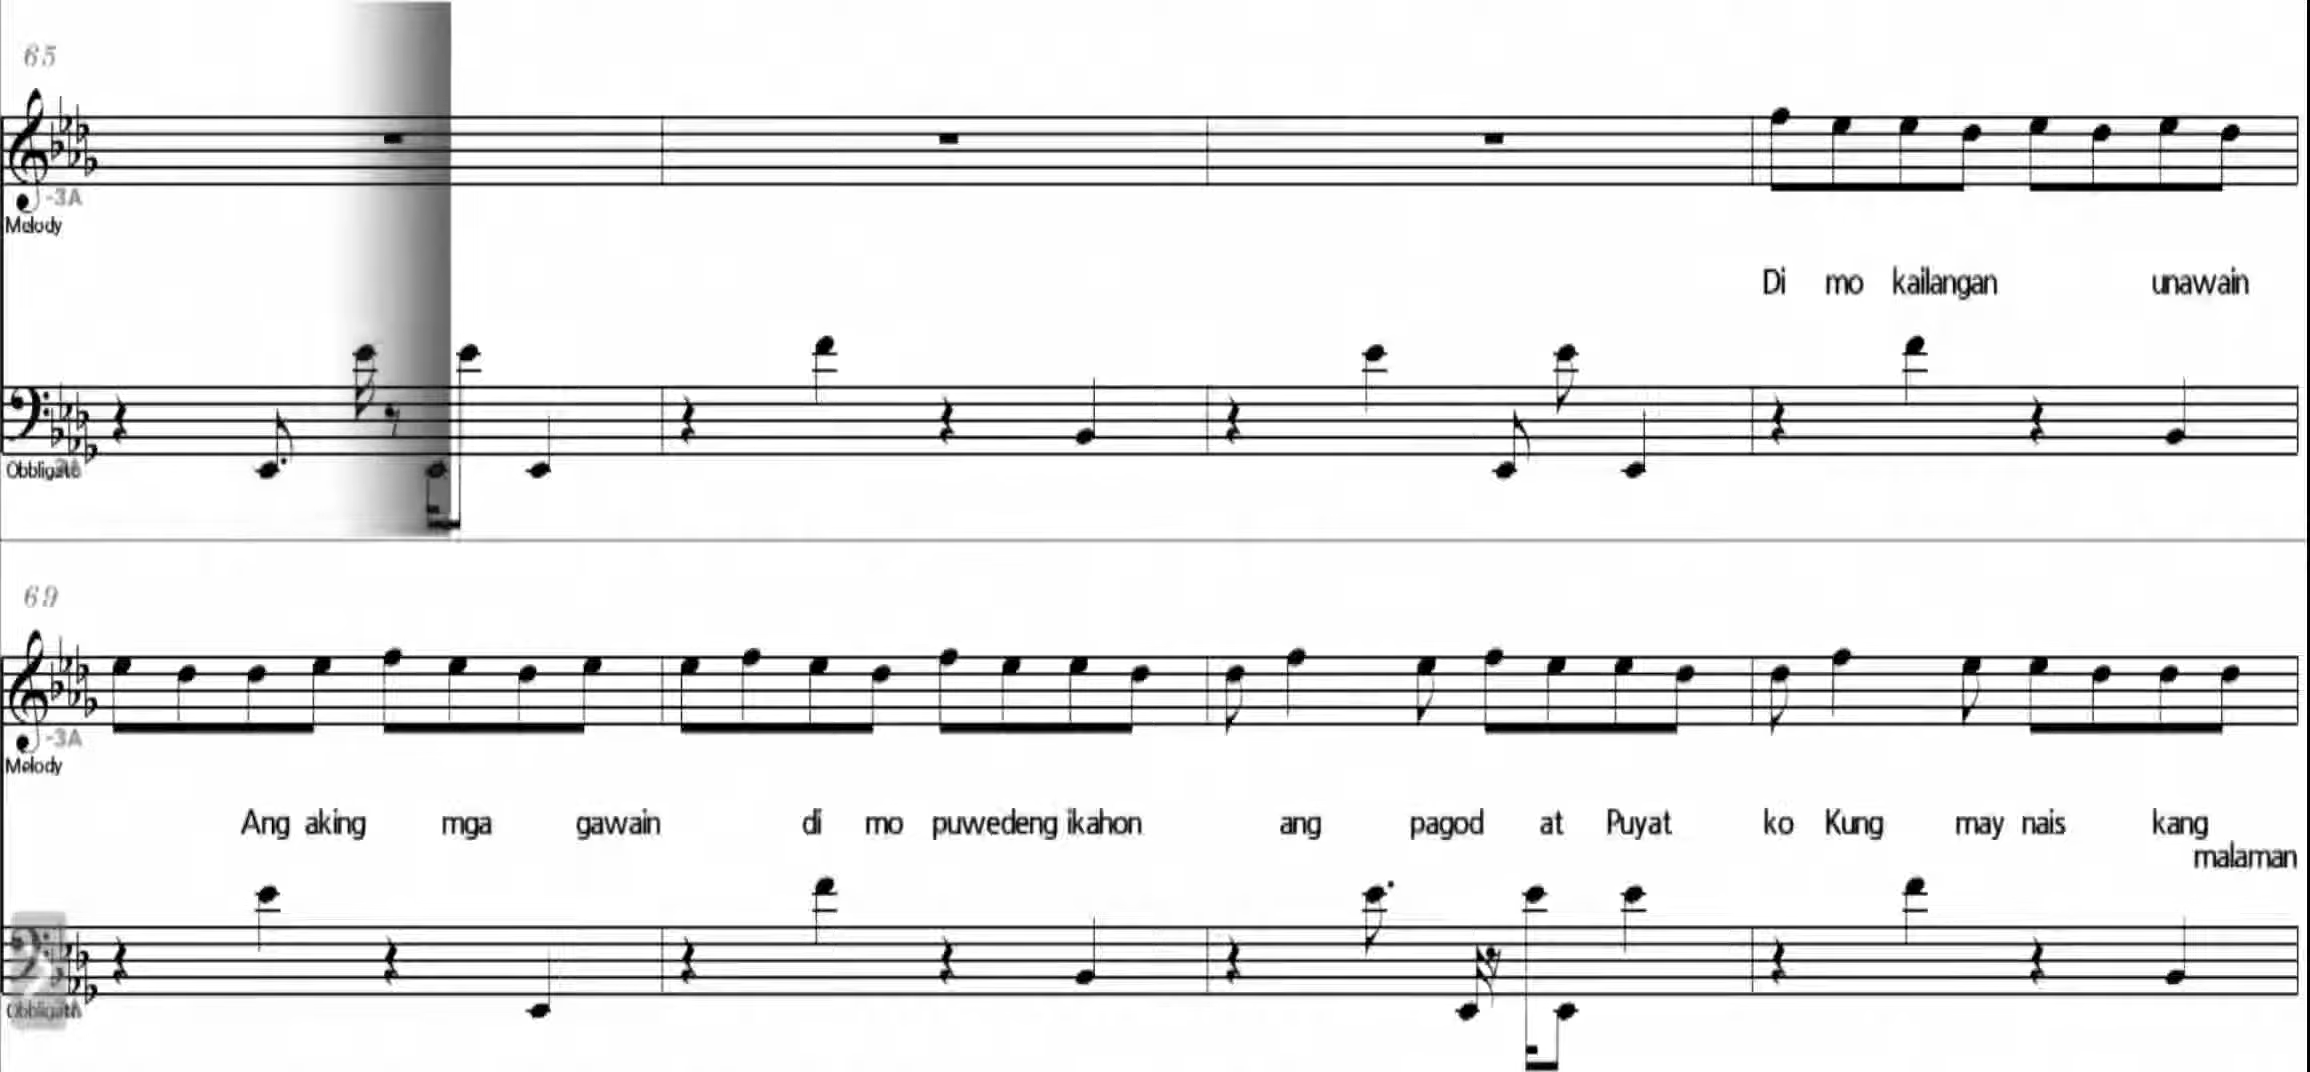 65
-3A
Melody
Di mo kailangan unawain
Obbligato
69
-3A
Melody
Ang aking mga gawain di mo puwedeng ikahon ang pagod at Puyat ko Kung may nais kang
malaman
Obbligato